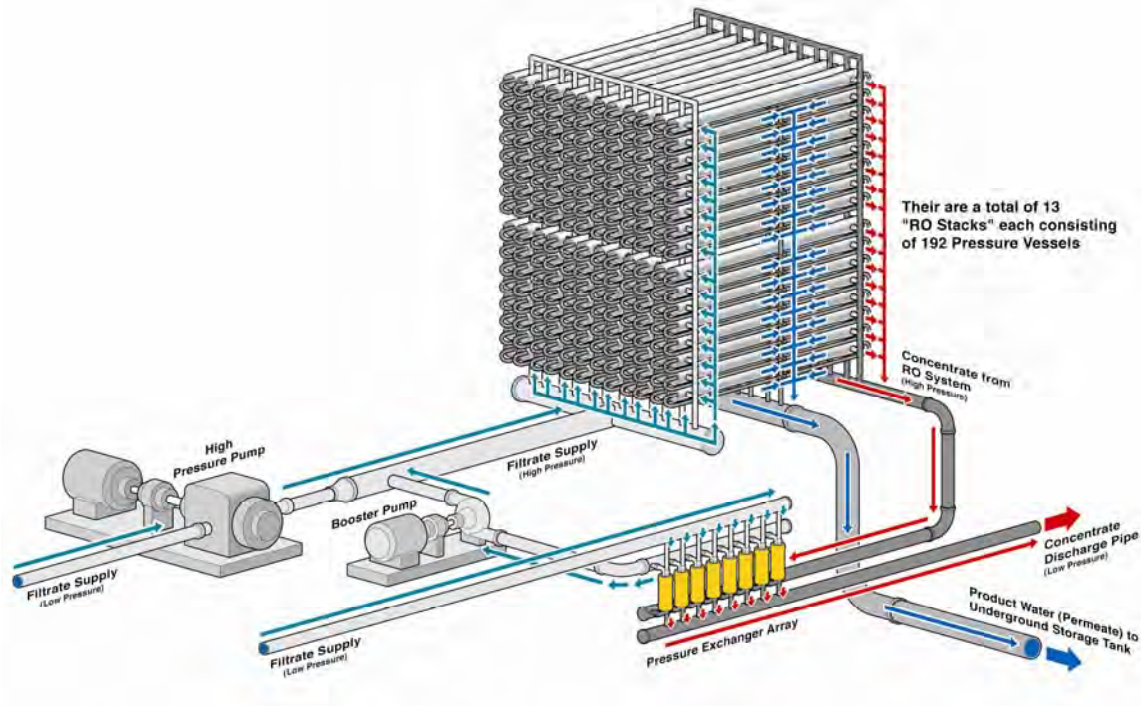 Their are a total of 13
"RO Stacks" each consisting
of 192 Pressure Vessels
Concentrate from
RO System
(High Pressure)
High
Pressure Pump
Filtrate Supply
(High Pressure)
Booster Pump
Filtrate Supply
(Low Pressure)
Filtrate Supply
(Low Pressure)
Pressure Exchanger Array
Concentrate
Discharge Pipe
(Low Pressure)
Product Water (Permeate) to
Underground Storage
Tank